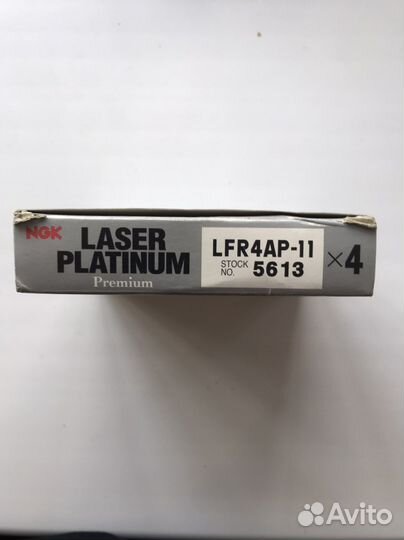 NGK LASER PLATINUM
Premium
LFR4AP-11
STOCK NO. 5613
×4
Avito